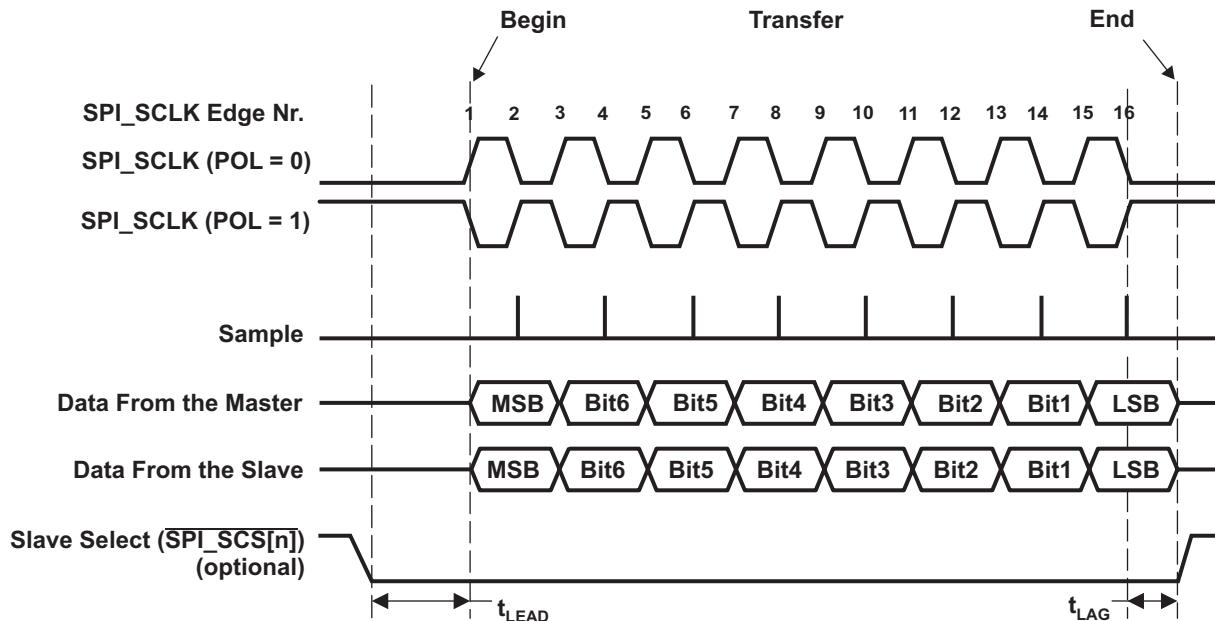 Begin Transfer End
SPI_SCLK Edge Nr. 1 2 3 4 5 6 7 8 9 10 11 12 13 14 15 16
SPI_SCLK (POL = 0)
SPI_SCLK (POL = 1)
Sample
Data From the Master MSB Bit6 Bit5 Bit4 Bit3 Bit2 Bit1 LSB
Data From the Slave MSB Bit6 Bit5 Bit4 Bit3 Bit2 Bit1 LSB
Slave Select (SPI_SCS[n])
(optional)
tLEAD tLAG